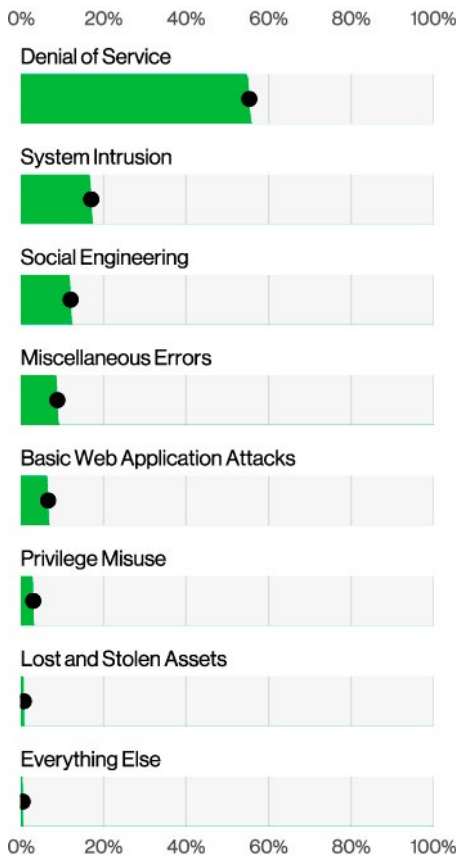 0% 20% 40% 60% 80% 100%
Denial of Service
System Intrusion
Social Engineering
Miscellaneous Errors
Basic Web Application Attacks
Privilege Misuse
Lost and Stolen Assets
Everything Else
0% 20% 40% 60% 80% 100%